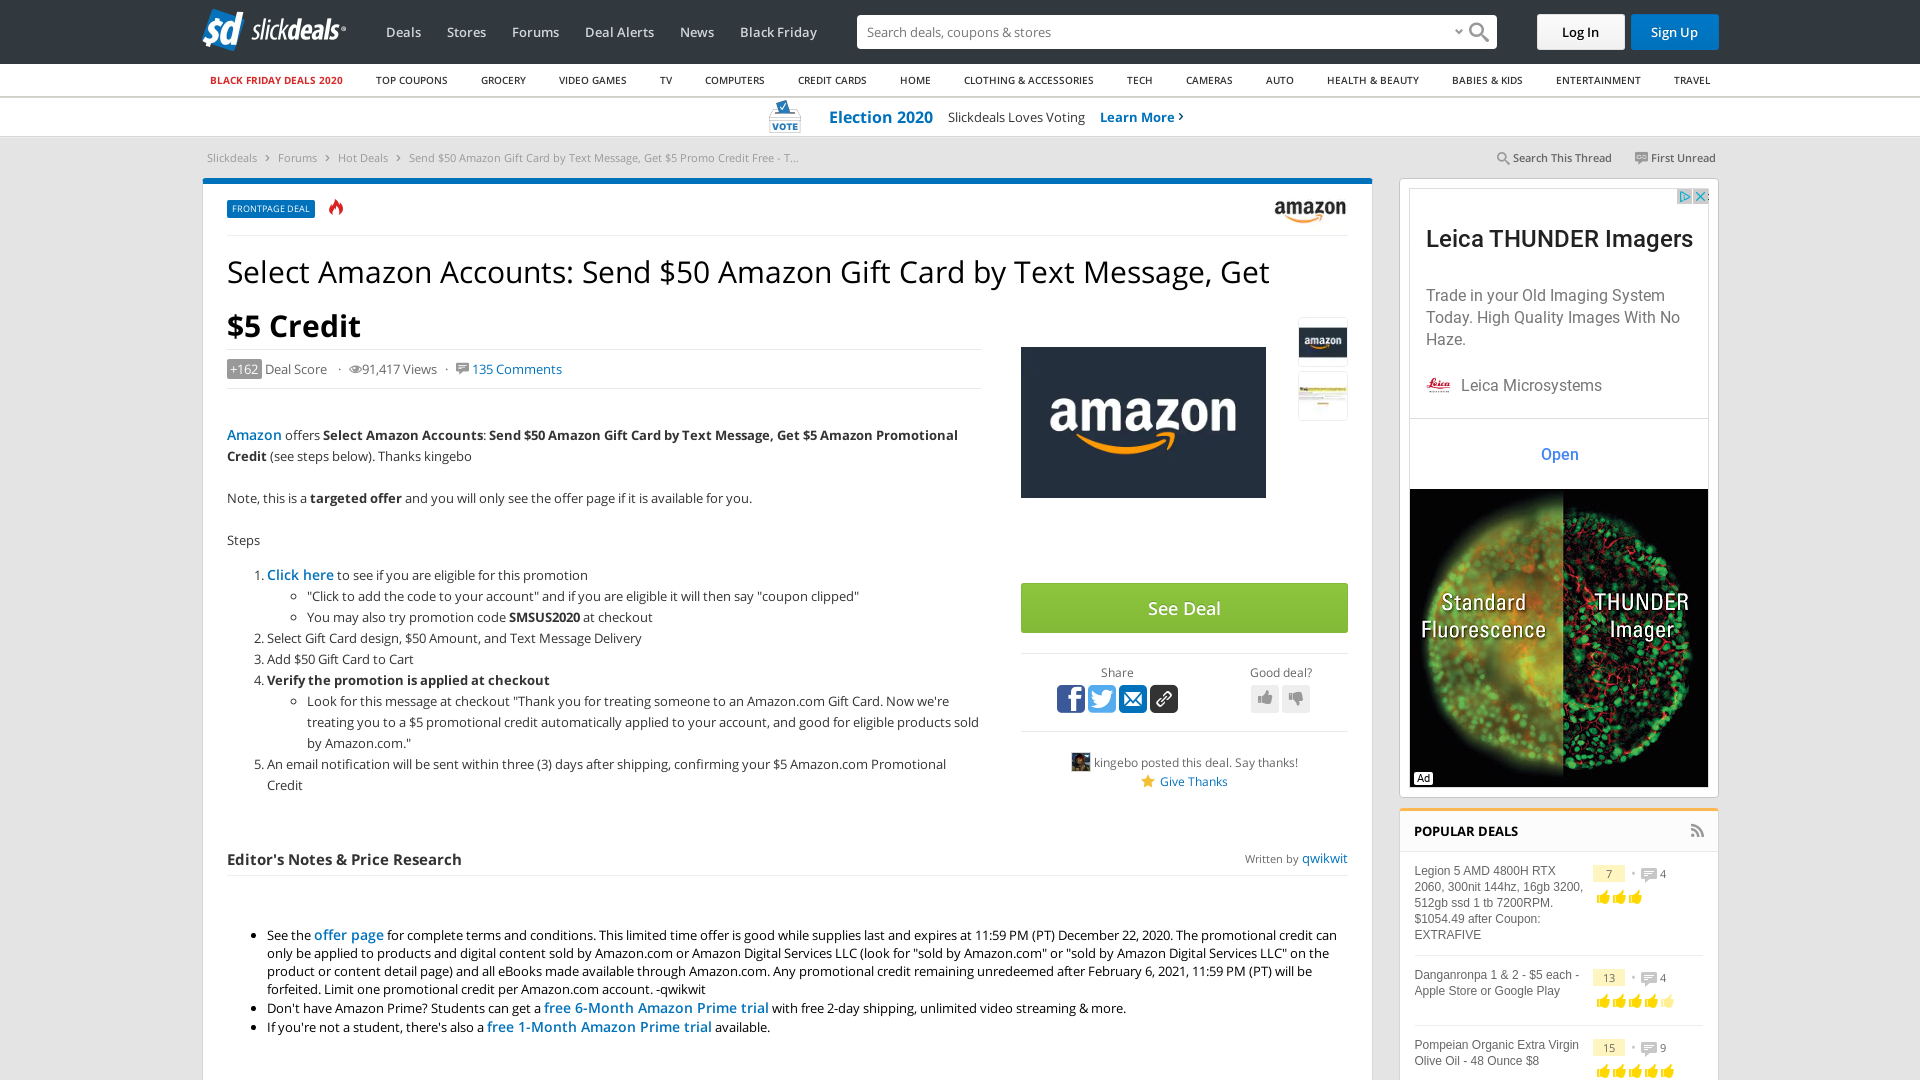 sd slickdeals
Deals
Stores
Forums
Deal Alerts
News
Black Friday
Search deals, coupons & stores
Log In
Sign Up
BLACK FRIDAY DEALS 2020
TOP COUPONS
GROCERY
VIDEO GAMES
TV
COMPUTERS
CREDIT CARDS
HOME
CLOTHING & ACCESSORIES
TECH
CAMERAS
AUTO
HEALTH & BEAUTY
BABIES & KIDS
ENTERTAINMENT
TRAVEL
VOTE
Election 2020 Slickdeals Loves Voting Learn More
Slickdeals > Forums > Hot Deals > Send $50 Amazon Gift Card by Text Message, Get $5 Promo Credit Free - T...
Search This Thread
First Unread
FRONTPAGE DEAL
amazon
Select Amazon Accounts: Send $50 Amazon Gift Card by Text Message, Get
$5 Credit
+162 Deal Score · 91,417 Views · 135 Comments
Amazon offers Select Amazon Accounts: Send $50 Amazon Gift Card by Text Message, Get $5 Amazon Promotional
Credit (see steps below). Thanks kingebo
Note, this is a targeted offer and you will only see the offer page if it is available for you.
Steps
1. Click here to see if you are eligible for this promotion
"Click to add the code to your account" and if you are eligible it will then say "coupon clipped"
You may also try promotion code SMSUS2020 at checkout
2. Select Gift Card design, $50 Amount, and Text Message Delivery
3. Add $50 Gift Card to Cart
4. Verify the promotion is applied at checkout
Look for this message at checkout "Thank you for treating someone to an Amazon.com Gift Card. Now we're
treating you to a $5 promotional credit automatically applied to your account, and good for eligible products sold
by Amazon.com."
5. An email notification will be sent within three (3) days after shipping, confirming your $5 Amazon.com Promotional
Credit
amazon
amazon
See Deal
Share
Good deal?
kingebo posted this deal. Say thanks!
Give Thanks
Editor's Notes & Price Research
Written by qwikwit
See the offer page for complete terms and conditions. This limited time offer is good while supplies last and expires at 11:59 PM (PT) December 22, 2020. The promotional credit can
only be applied to products and digital content sold by Amazon.com or Amazon Digital Services LLC (look for "sold by Amazon.com" or "sold by Amazon Digital Services LLC" on the
product or content detail page) and all eBooks made available through Amazon.com. Any promotional credit remaining unredeemed after February 6, 2021, 11:59 PM (PT) will be
forfeited. Limit one promotional credit per Amazon.com account. -qwikwit
Don't have Amazon Prime? Students can get a free 6-Month Amazon Prime trial with free 2-day shipping, unlimited video streaming & more.
If you're not a student, there's also a free 1-Month Amazon Prime trial available.
Leica THUNDER Imagers
Trade in your Old Imaging System
Today. High Quality Images With No
Haze.
Leica
Leica Microsystems
Open
Standard
Fluorescence
THUNDER
Imager
Ad
POPULAR DEALS
Legion 5 AMD 4800H RTX
2060, 300nit 144hz, 16gb 3200,
512gb ssd 1 tb 7200RPM.
$1054.49 after Coupon:
EXTRAFIVE
7 • 4
Danganronpa 1 & 2 - $5 each -
Apple Store or Google Play
13 • 4
Pompeian Organic Extra Virgin
Olive Oil - 48 Ounce $8
15 • 9